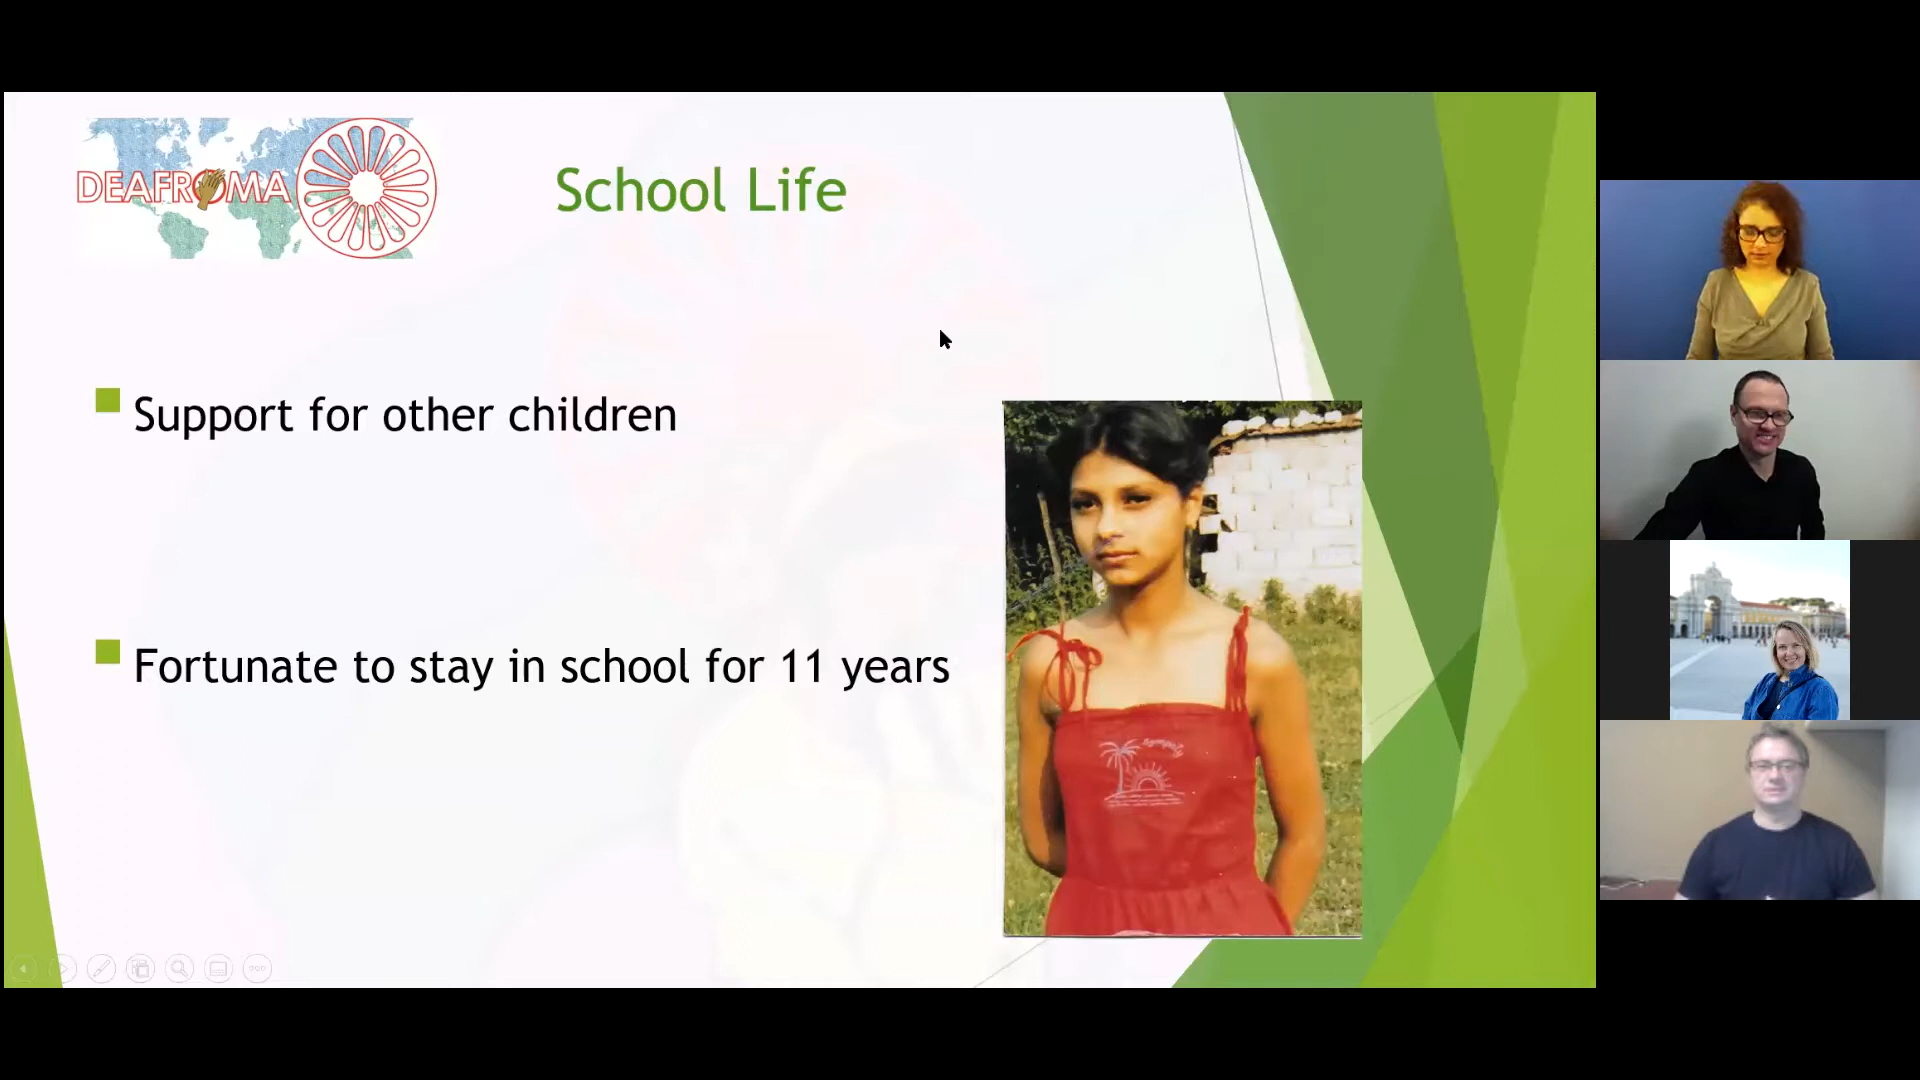 DEAFROMA
School Life
Support for other children
Fortunate to stay in school for 11 years